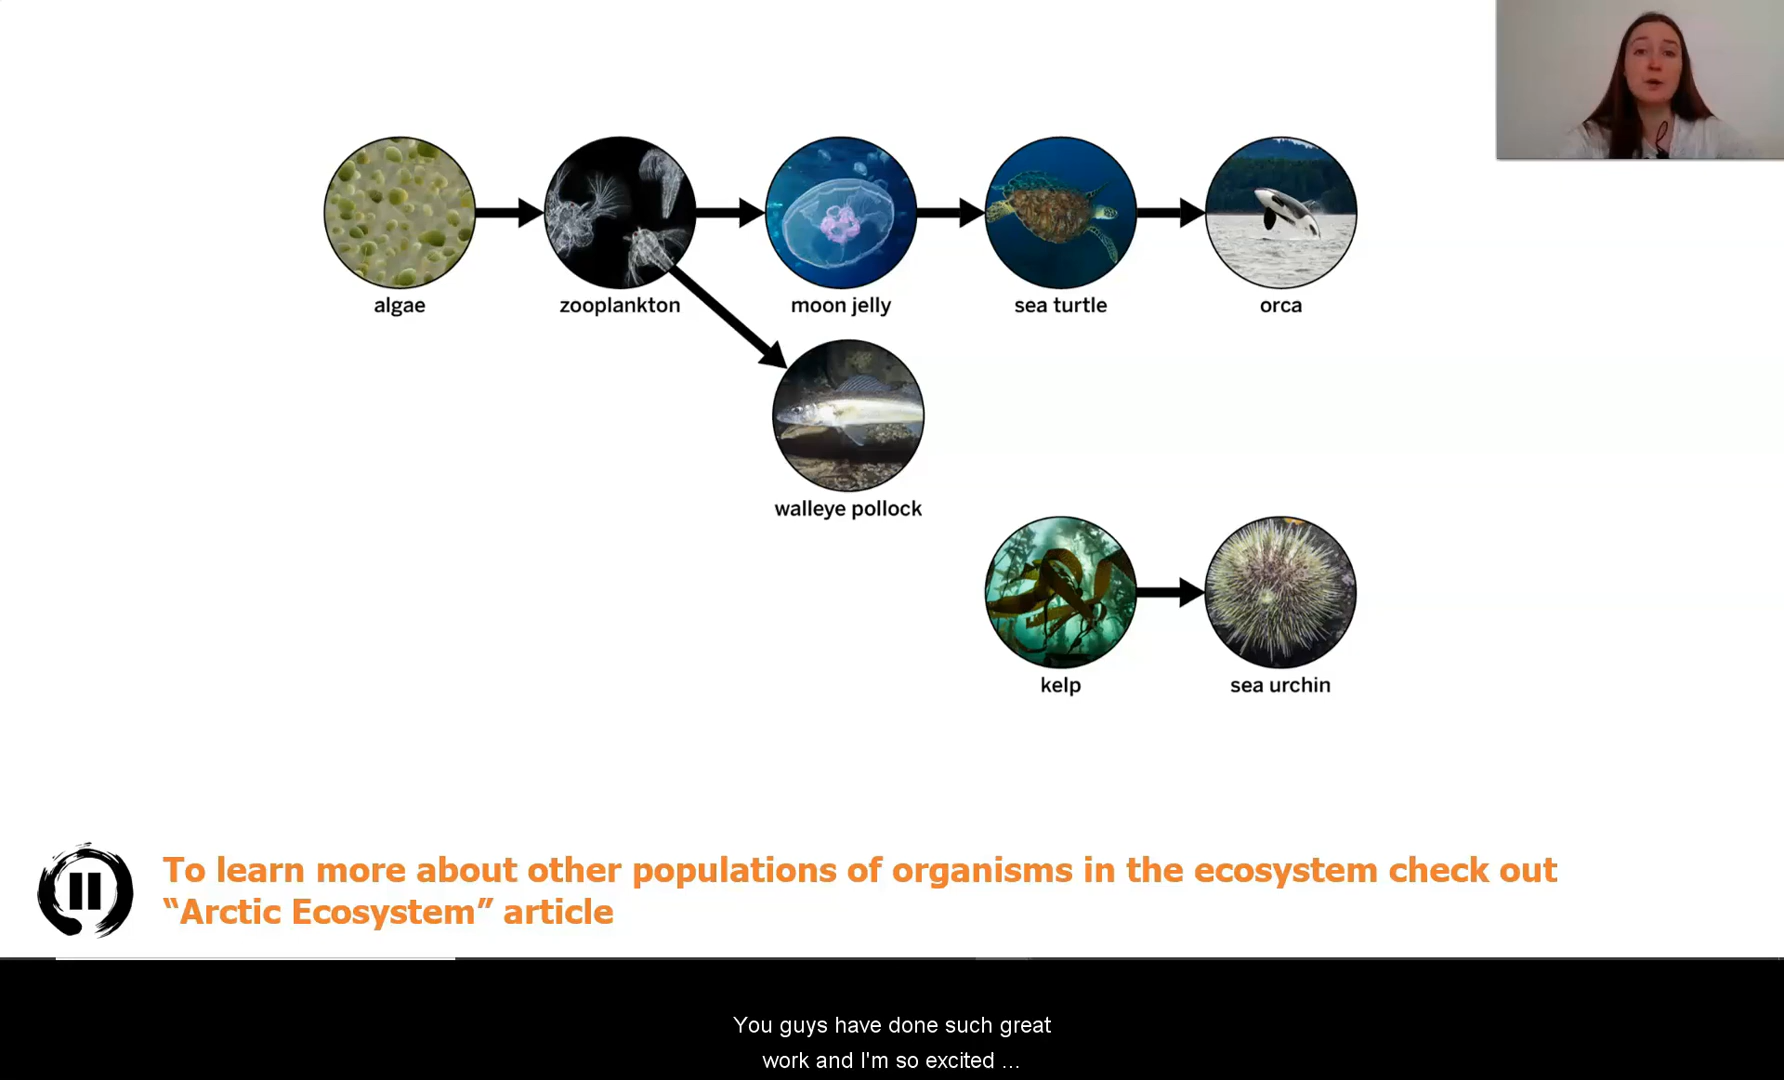 algae
zooplankton
moon jelly
sea turtle
orca
walleye pollock
kelp
sea urchin
To learn more about other populations of organisms in the ecosystem check out
“Arctic Ecosystem” article
You guys have done such great
work and I'm so excited ...